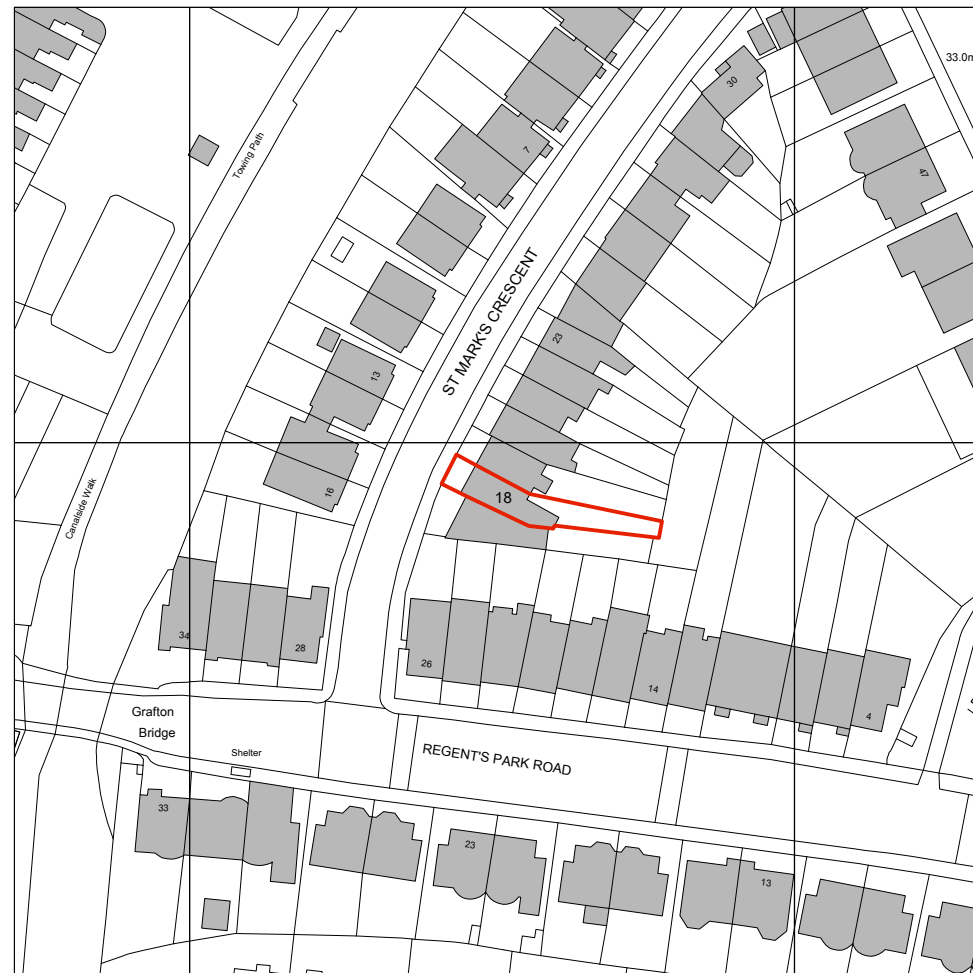 30
33.0m
Towing Path
7
47
ST MARK'S CRESCENT
23
13
16
18
Canalside Walk
34
28
26
14
4
Grafton
Bridge
Shelter
REGENT'S PARK ROAD
33
23
13